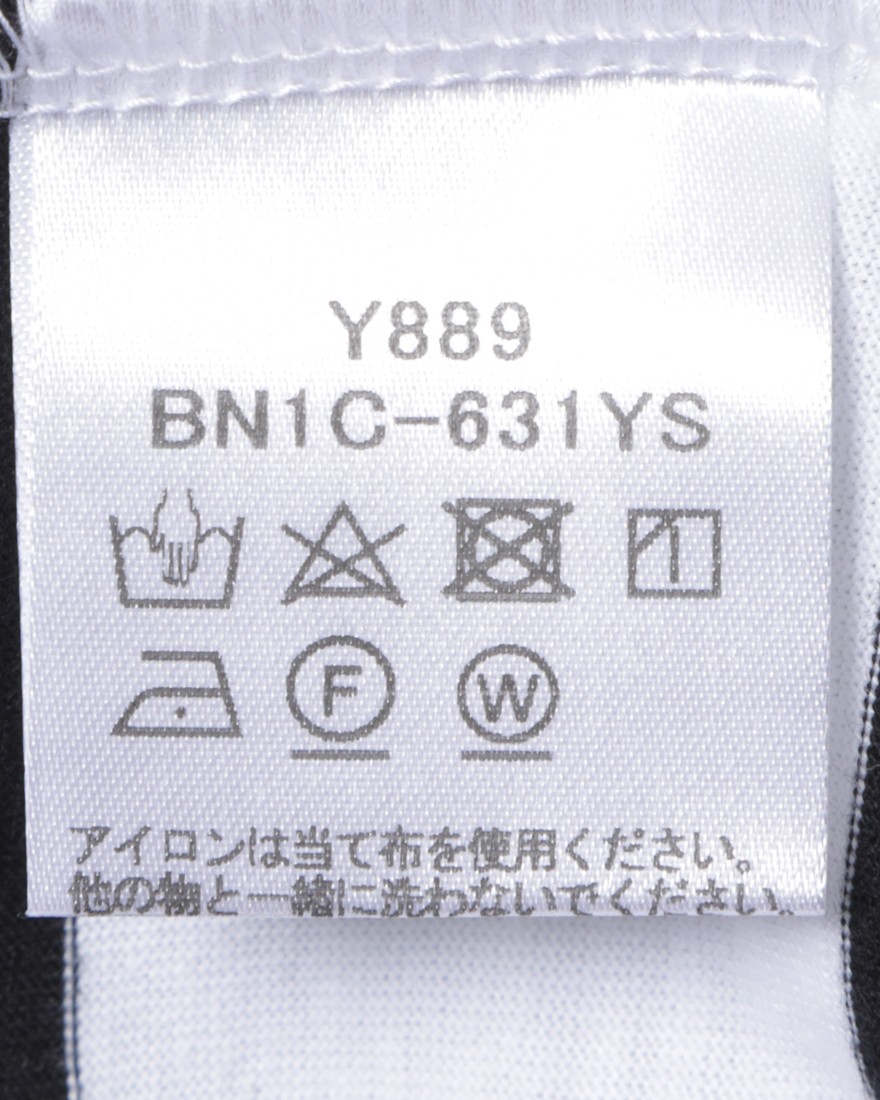 Y889
BN1C-631YS
F W
アイロンは当て布を使用ください。
他の物と一緒に洗わないでください。